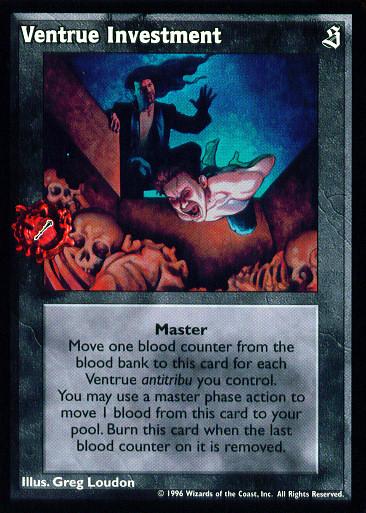 Ventrue Investment
Master
Move one blood counter from the
blood bank to this card for each
Ventrue antitribu you control.
You may use a master phase action to
move 1 blood from this card to your
pool. Burn this card when the last
blood counter on it is removed.
Illus. Greg Loudon
© 1996 Wizards of the Coast, Inc. All Rights Reserved.